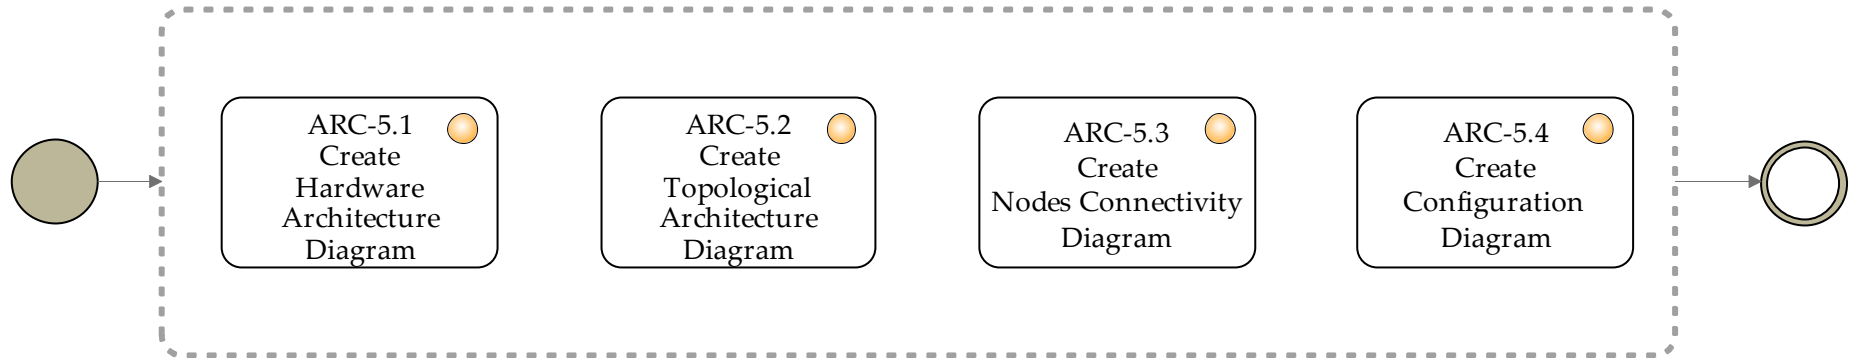 ARC-5.1
Create
Hardware
Architecture
Diagram
ARC-5.2
Create
Topological
Architecture
Diagram
ARC-5.3
Create
Nodes Connectivity
Diagram
ARC-5.4
Create
Configuration
Diagram